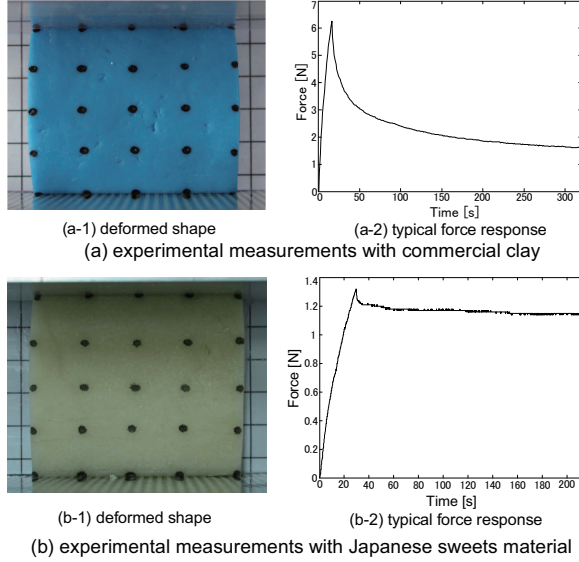 7
6
5
4
3
2
1
0
Force [N]
0 50 100 150 200 250 300
Time [s]
(a-1) deformed shape
(a-2) typical force response
(a) experimental measurements with commercial clay
1.4
1.2
1.0
0.8
0.6
0.4
0.2
0
Force [N]
0 20 40 60 80 100 120 140 160 180 200
Time [s]
(b-1) deformed shape
(b-2) typical force response
(b) experimental measurements with Japanese sweets material